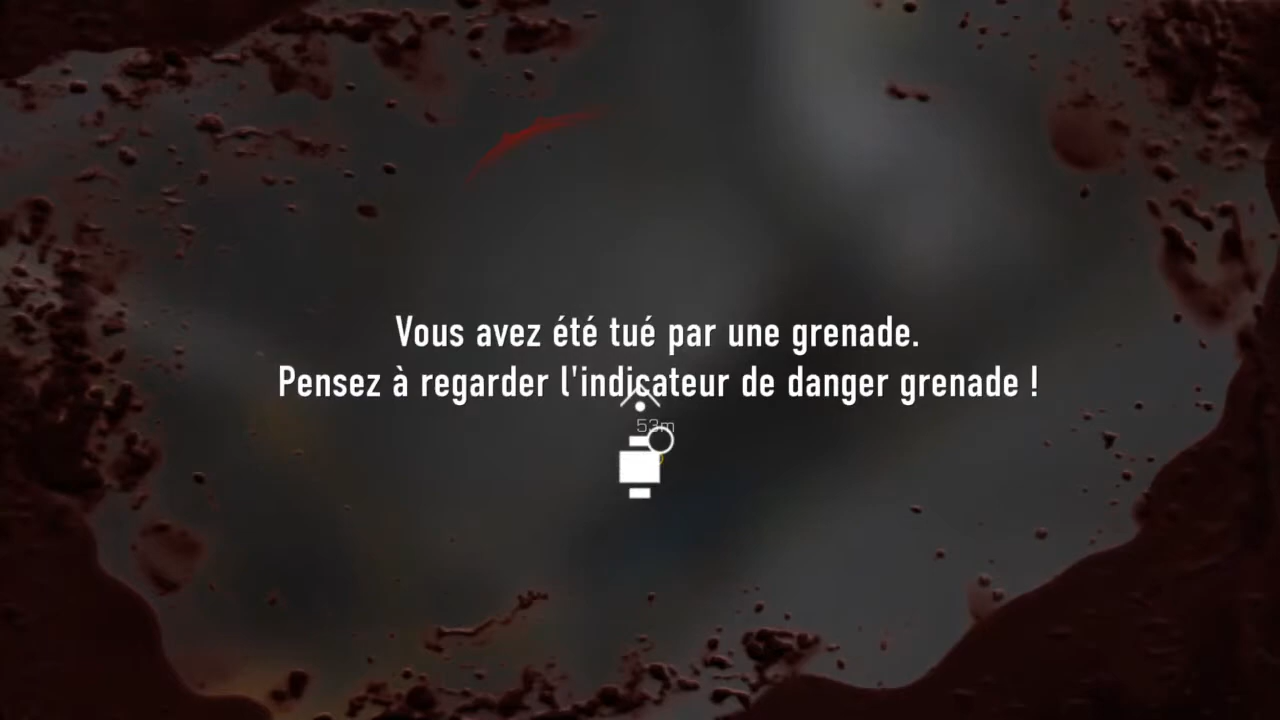 Vous avez été tué par une grenade.
Pensez à regarder l'indicateur de danger grenade !
53m